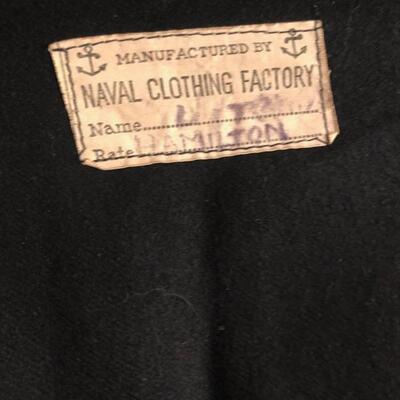 MANUFACTURED BY
NAVAL CLOTHING FACTORY
Name
Rate HAMILTON